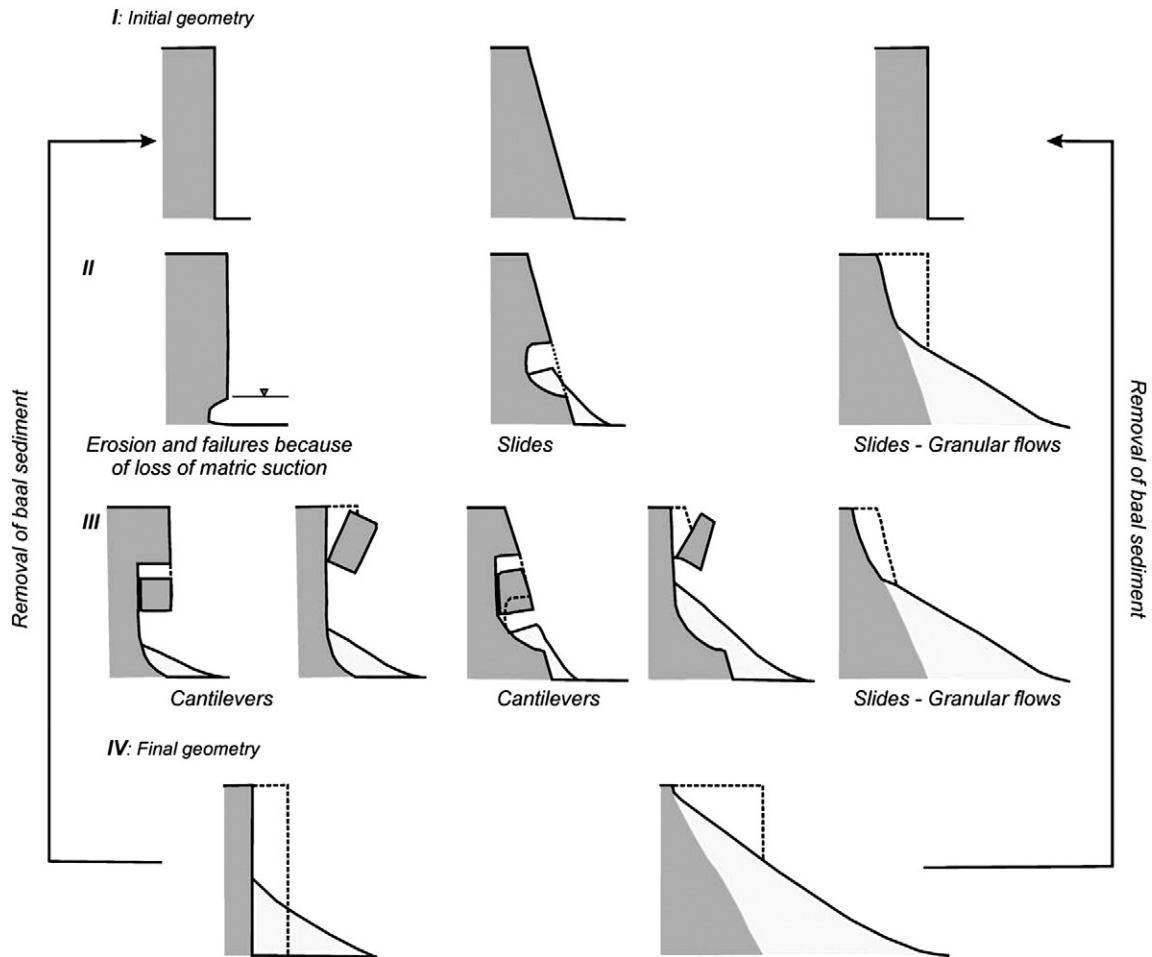 I: Initial geometry
II
Erosion and failures because
of loss of matric suction
Slides
Slides - Granular flows
III
Cantilevers
Cantilevers
Slides - Granular flows
IV: Final geometry
Removal of baal sediment
Removal of baal sediment